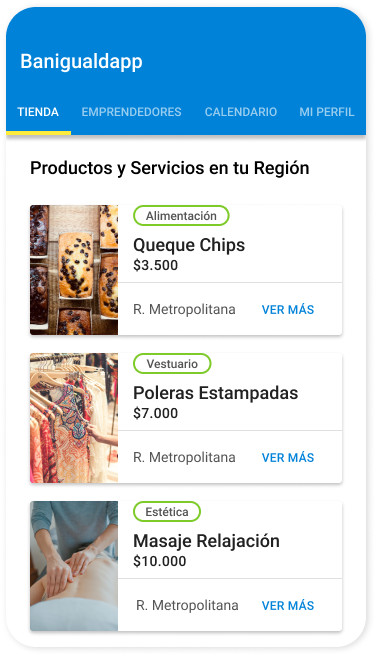 Banigualdapp
TIENDA EMPRENDEDORES CALENDARIO MI PERFIL
Productos y Servicios en tu Región
Alimentación
Queque Chips
$3.500
R. Metropolitana VER MÁS
Vestuario
Poleras Estampadas
$7.000
R. Metropolitana VER MÁS
Estética
Masaje Relajación
$10.000
R. Metropolitana VER MÁS